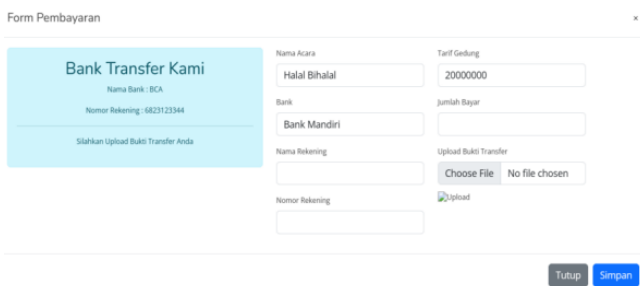 Form Pembayaran
×
Bank Transfer Kami
Nama Bank : BCA
Nomor Rekening : 6823123344
Silahkan Upload Bukti Transfer Anda
Nama Acara
Halal Bihalal
Bank
Bank Mandiri
Nama Rekening
Nomor Rekening
Tarif Gedung
20000000
Jumlah Bayar
Upload Bukti Transfer
Choose File No file chosen
Upload
Tutup Simpan